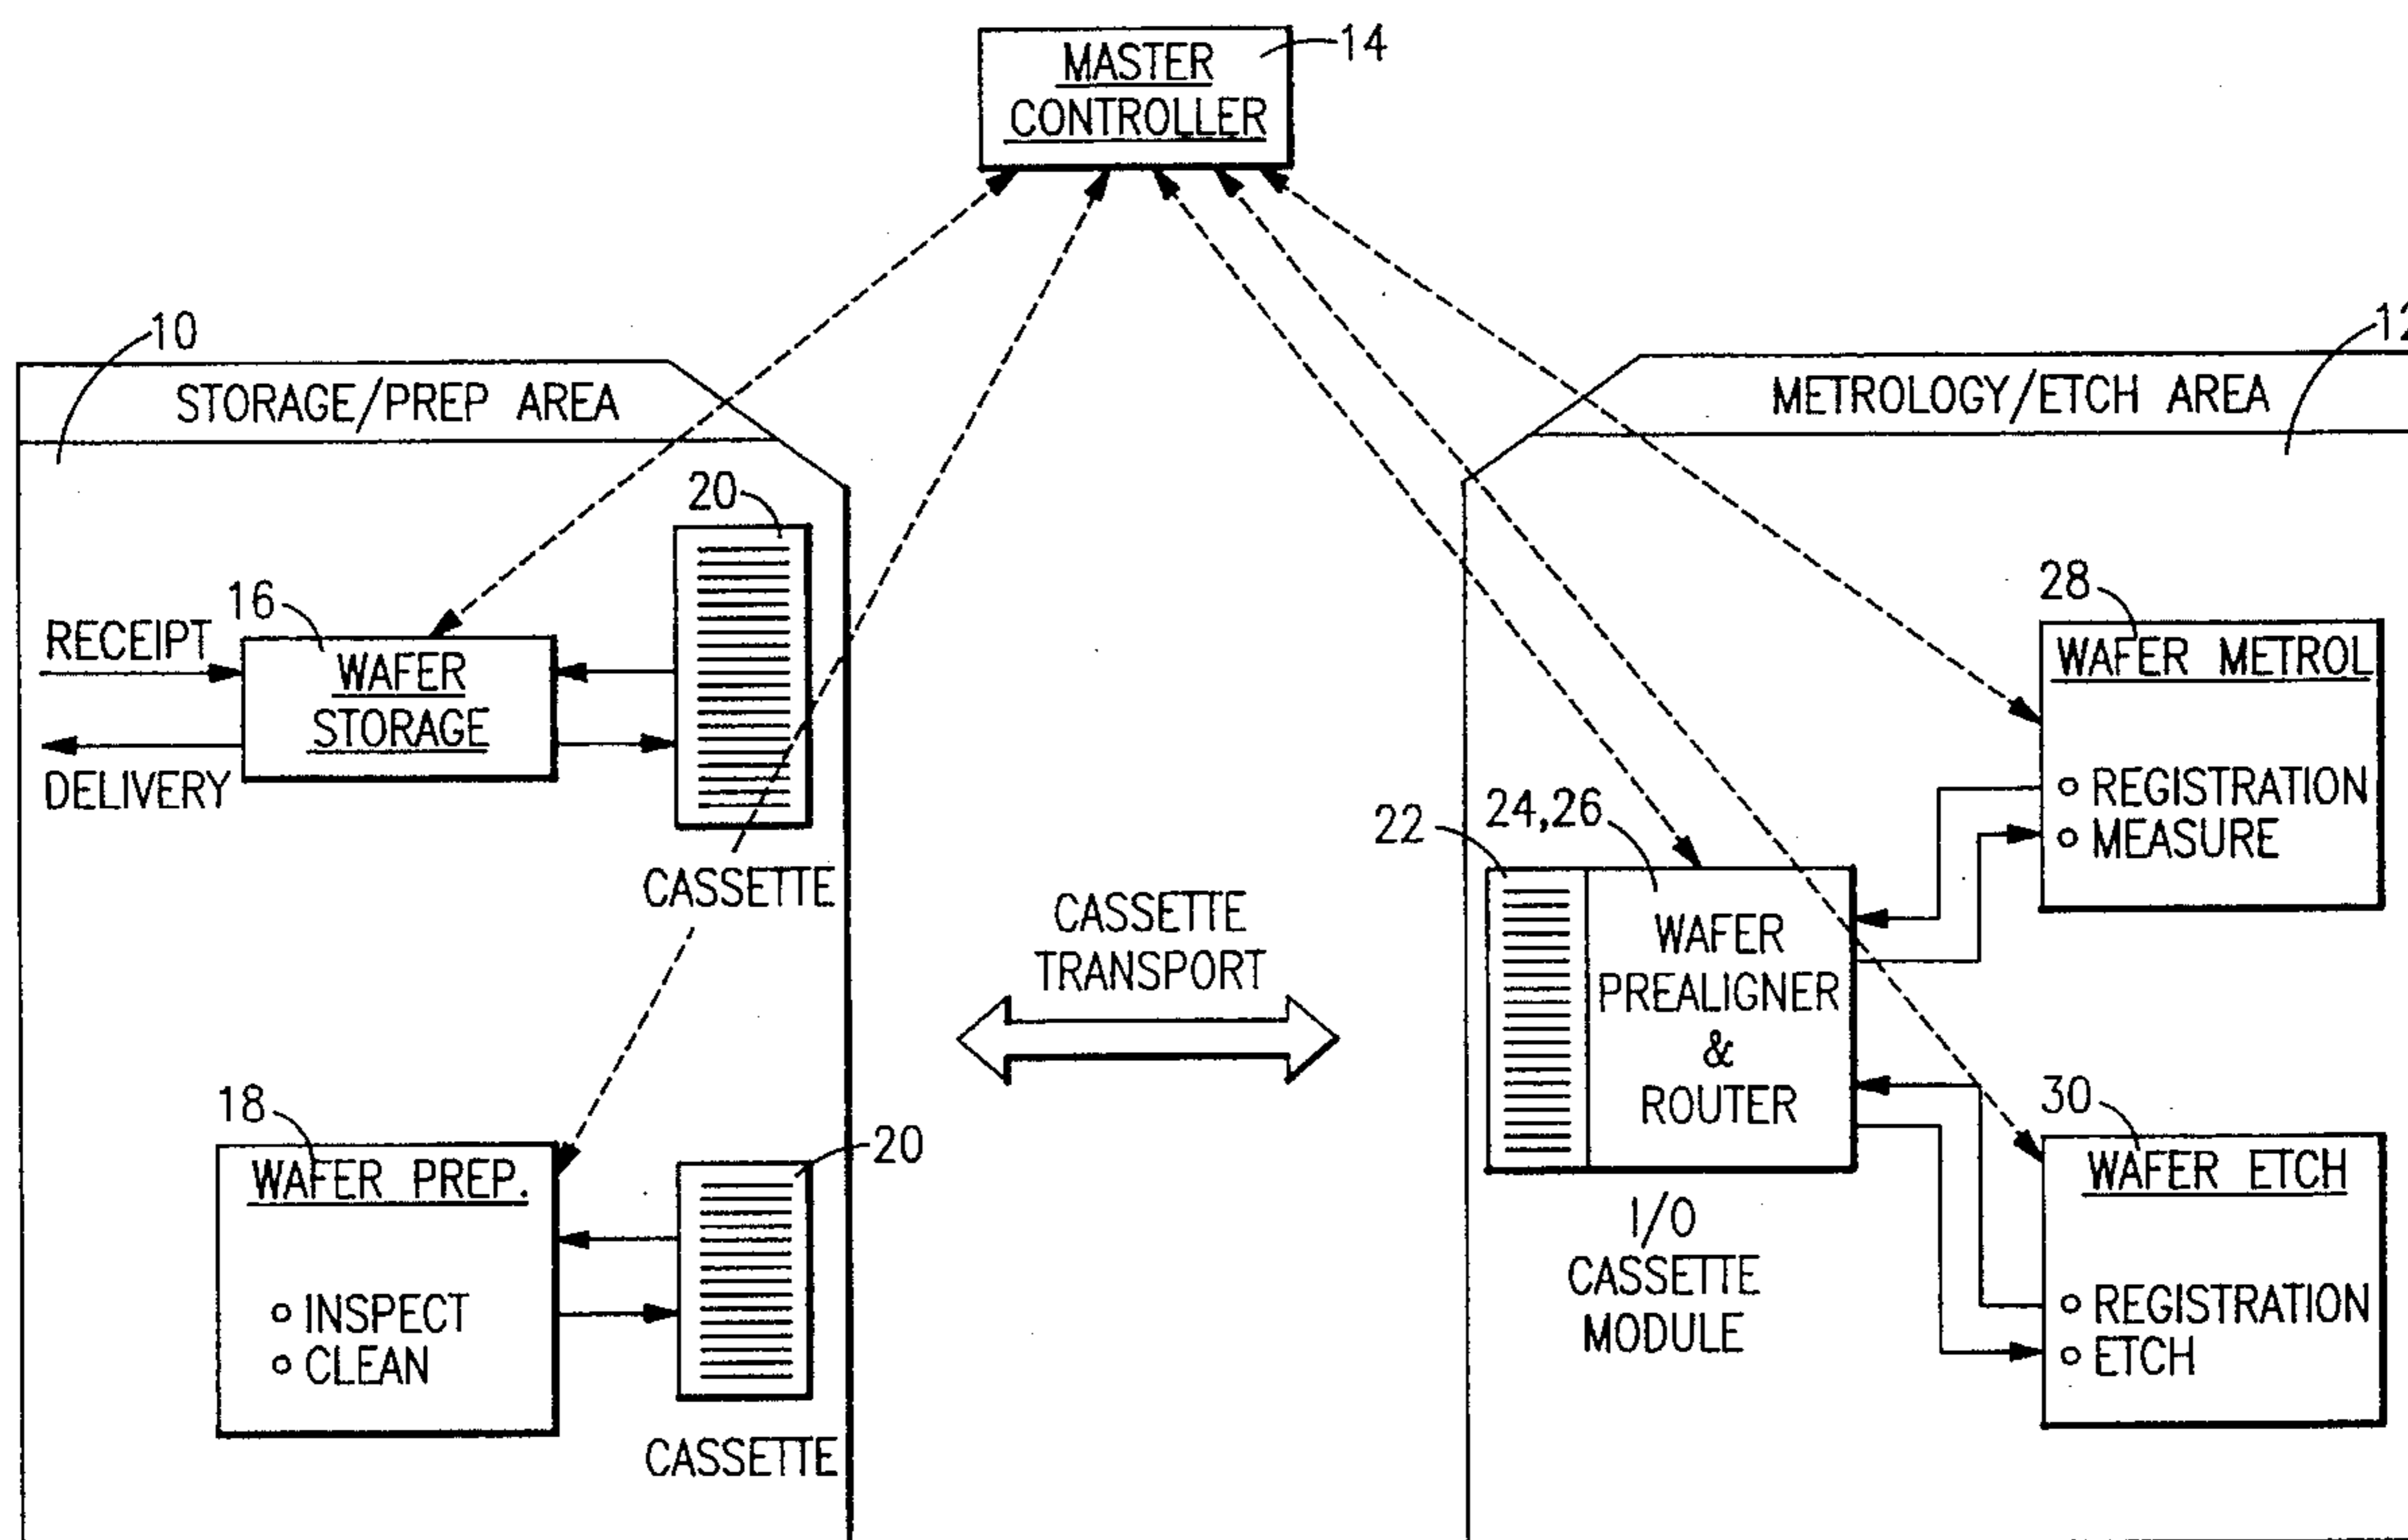 MASTER
CONTROLLER
14
10
STORAGE/PREP AREA
12
METROLOGY/ETCH AREA
20
16
RECEIPT
WAFER
STORAGE
DELIVERY
CASSETTE
28
WAFER METROL
o REGISTRATION
o MEASURE
22
24,26
WAFER
PREALIGNER
&
ROUTER
CASSETTE
TRANSPORT
I/O
CASSETTE
MODULE
18
WAFER PREP.
o INSPECT
o CLEAN
20
CASSETTE
30
WAFER ETCH
o REGISTRATION
o ETCH